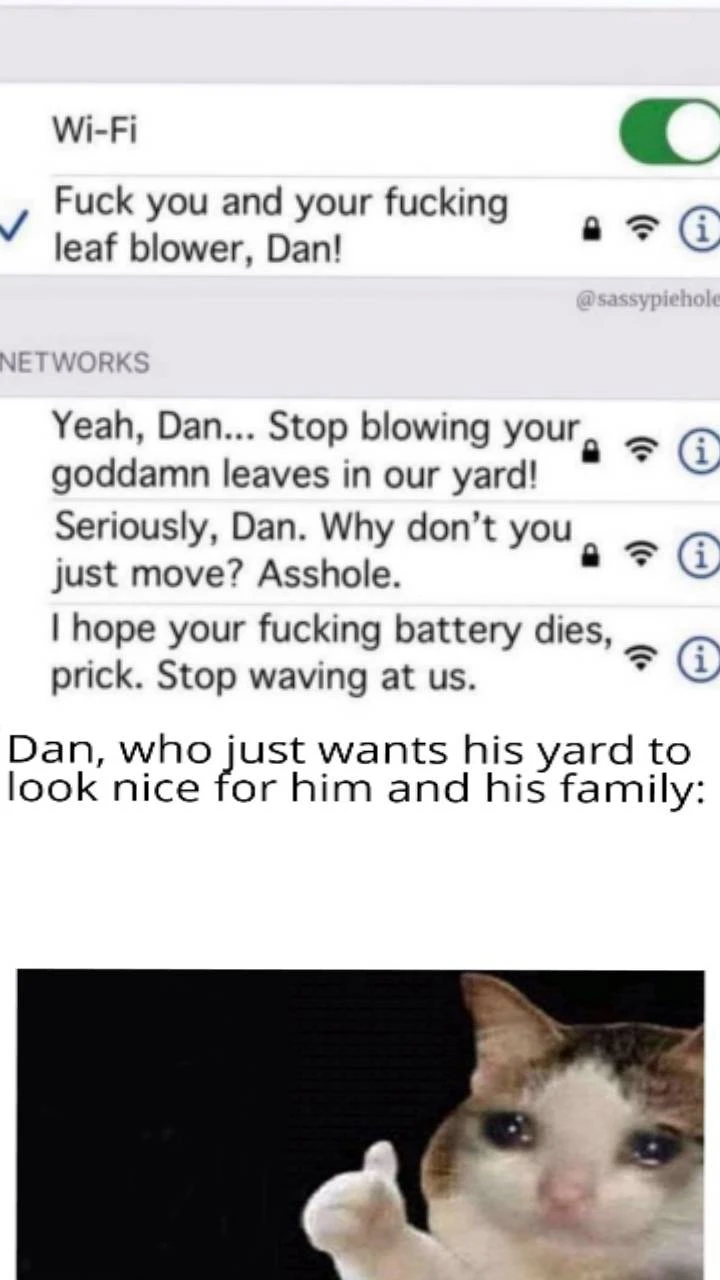 Wi-Fi
Fuck you and your fucking
leaf blower, Dan!
@sassypiehole
NETWORKS
Yeah, Dan... Stop blowing your
goddamn leaves in our yard!
Seriously, Dan. Why don't you
just move? Asshole.
I hope your fucking battery dies,
prick. Stop waving at us.
Dan, who just wants his yard to
look nice for him and his family: